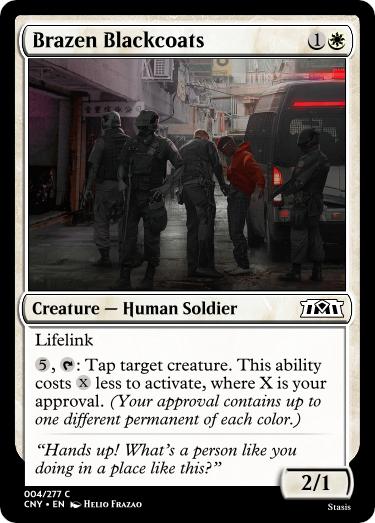 Brazen Blackcoats
1
Creature — Human Soldier
Lifelink
5, : Tap target creature. This ability
costs X less to activate, where X is your
approval. (Your approval contains up to
one different permanent of each color.)
“Hands up! What’s a person like you
doing in a place like this?”
2/1
004/277 C
CNY • EN Helio Frazao
Stasis